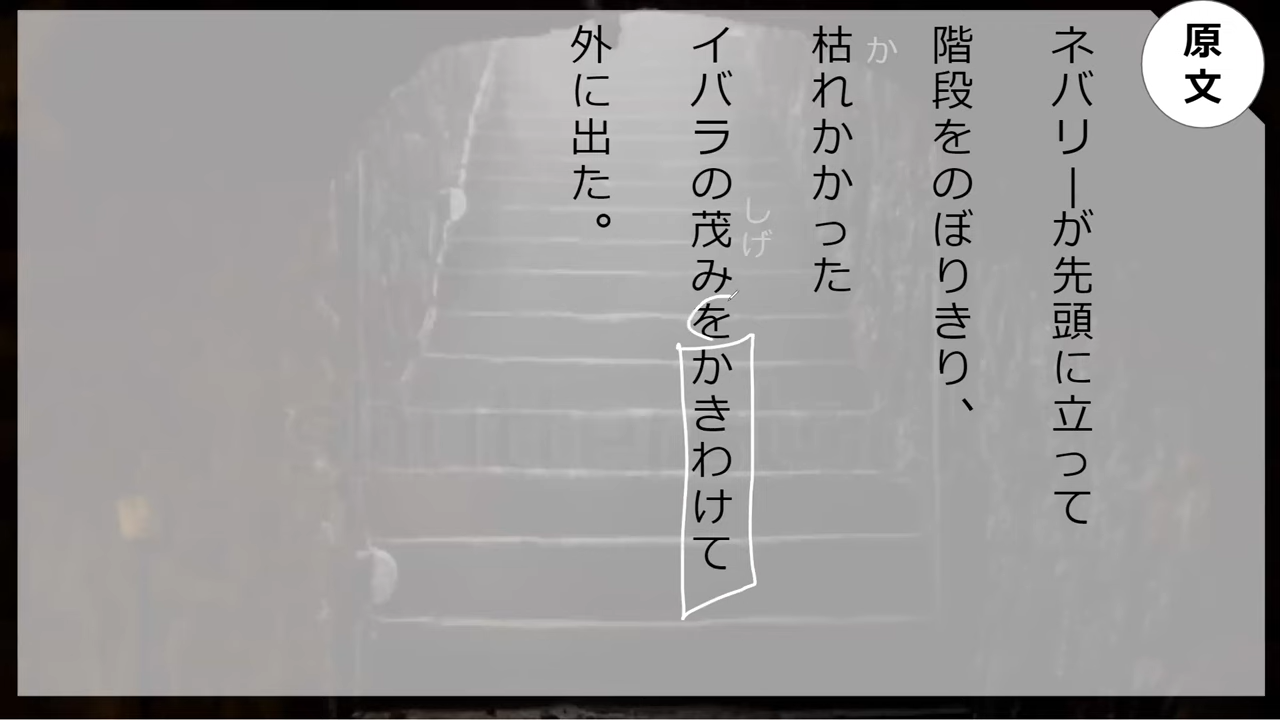 原文
ネバリーが先頭に立って
階段をのぼりきり、
か
枯れかかった
しげ
イバラの茂みをかきわけて
外に出た。